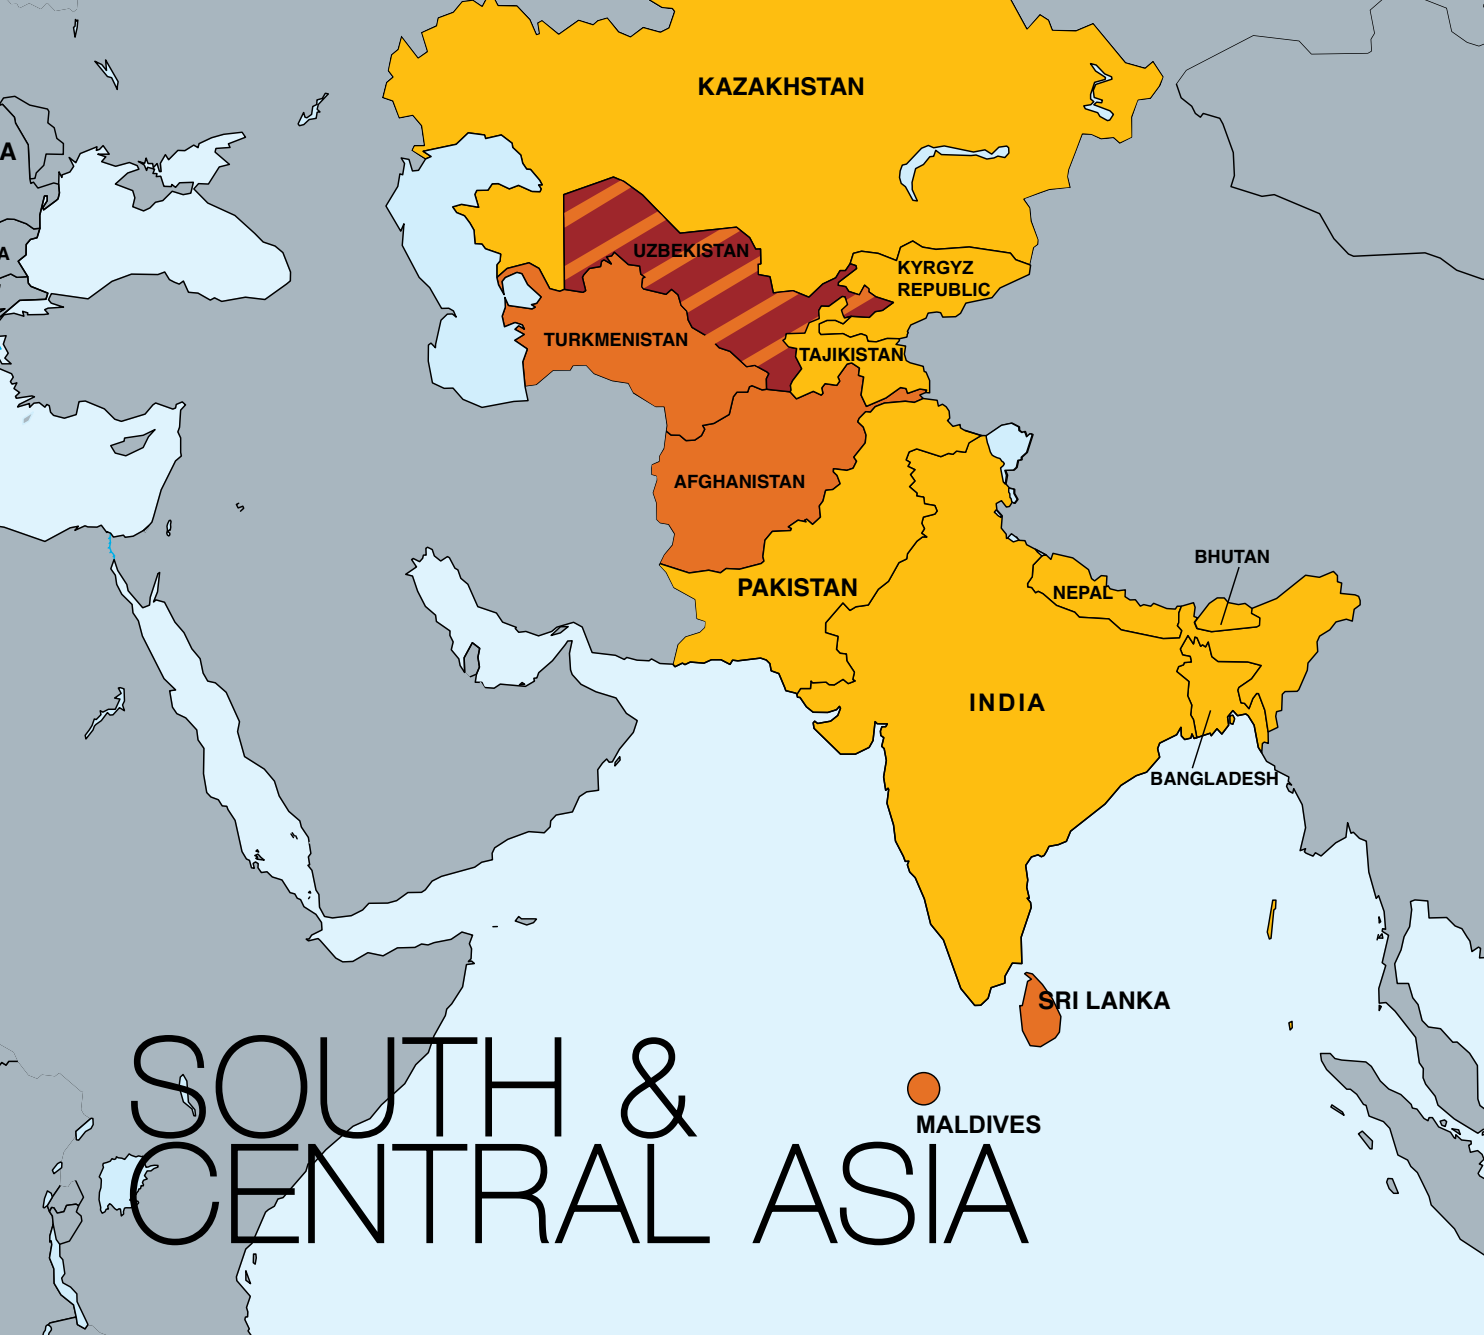 KAZAKHSTAN
A
UZBEKISTAN
A
KYRGYZ
REPUBLIC
TURKMENISTAN
TAJIKISTAN
AFGHANISTAN
BHUTAN
PAKISTAN
NEPAL
INDIA
BANGLADESH
SRI LANKA
SOUTH &
MALDIVES
CENTRAL ASIA